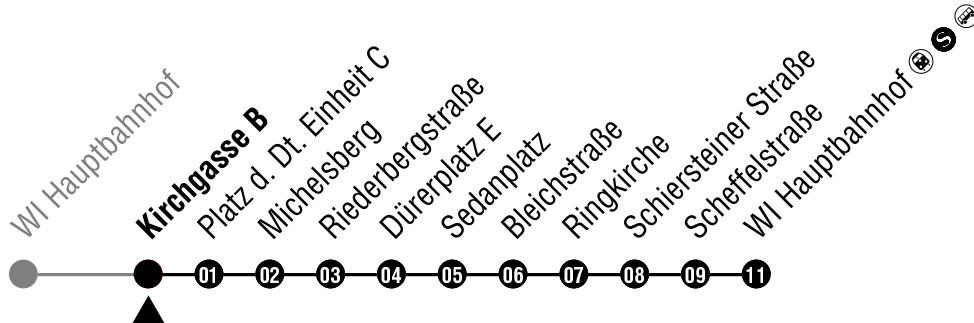 WI Hauptbahnhof
Kirchgasse B
Platz d. Dt. Einheit C
Michelsberg
Riederbergstraße
Dürerplatz E
Sedanplatz
Bleichstraße
Ringkirche
Schiersteiner Straße
Scheffelstraße
WI Hauptbahnhof S
01 02 03 04 05 06 07 08 09 11